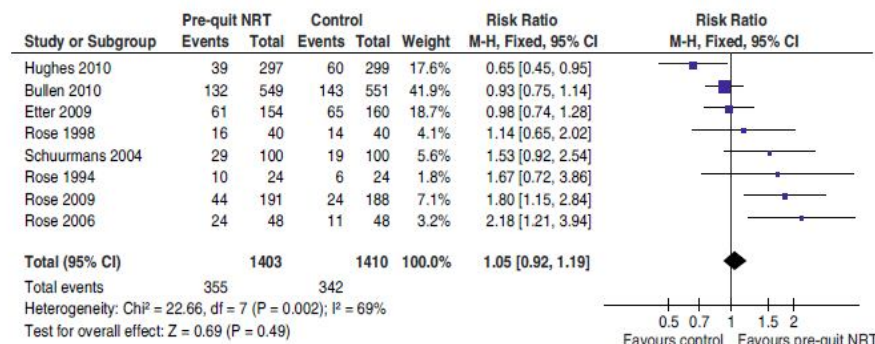 Pre-quit NRT Control Risk Ratio Risk Ratio
Study or Subgroup Events Total Events Total Weight M-H, Fixed, 95% CI M-H, Fixed, 95% CI
Hughes 2010 39 297 60 299 17.6% 0.65 [0.45, 0.95]
Bullen 2010 132 549 143 551 41.9% 0.93 [0.75, 1.14]
Etter 2009 61 154 65 160 18.7% 0.98 [0.74, 1.28]
Rose 1998 16 40 14 40 4.1% 1.14 [0.65, 2.02]
Schuurmans 2004 29 100 19 100 5.6% 1.53 [0.92, 2.54]
Rose 1994 10 24 6 24 1.7% 1.67 [0.72, 3.86]
Rose 2009 44 191 24 188 7.1% 1.80 [1.15, 2.84]
Rose 2006 24 48 11 48 3.2% 2.18 [1.21, 3.94]
Total (95% CI) 1403 1410 100.0% 1.05 [0.92, 1.19]
Total events 355 342
Heterogeneity: Chi² = 22.66, df = 7 (P = 0.002); I² = 69%
Test for overall effect: Z = 0.69 (P = 0.49)
0.5 0.7 1 1.5 2
Favours control Favours pre-quit NRT